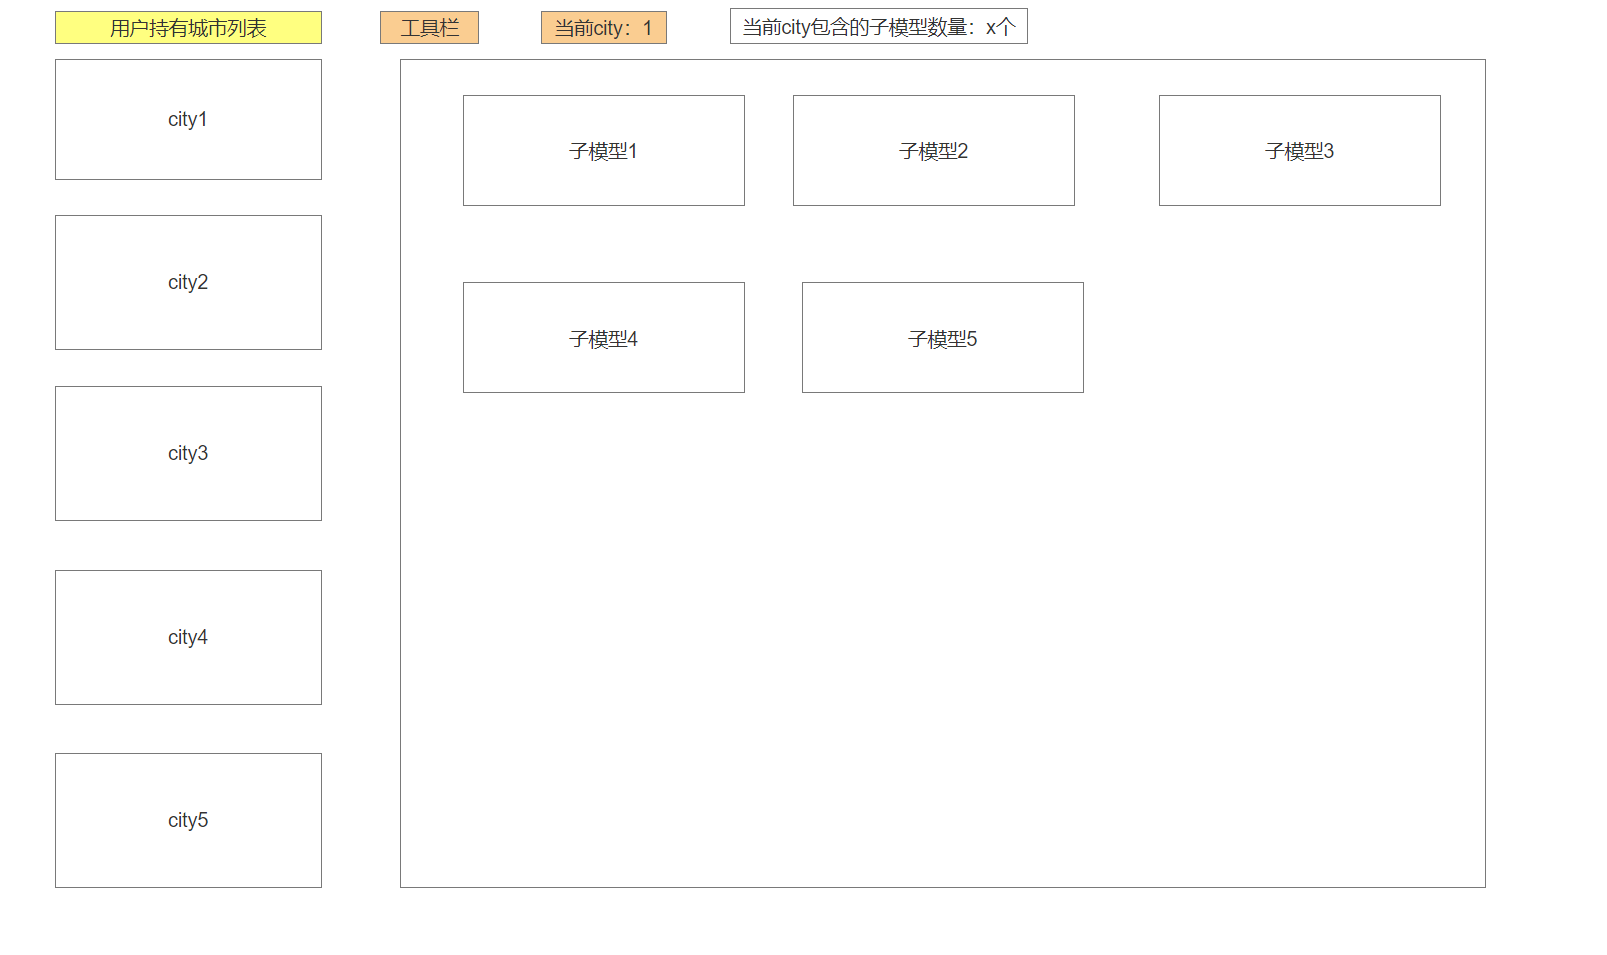 用户持有城市列表
工具栏
当前city：1
当前city包含的子模型数量：x个
city1
city2
city3
city4
city5
子模型1
子模型2
子模型3
子模型4
子模型5